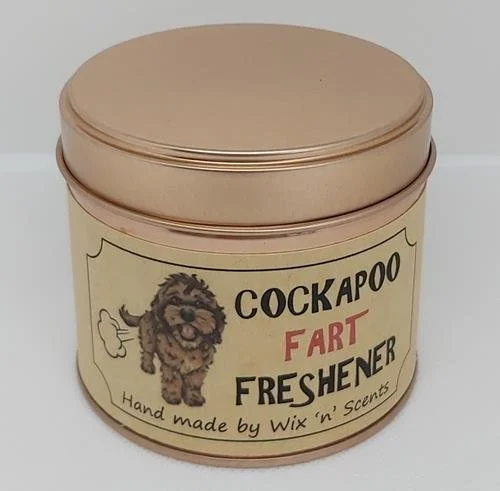 COCKAPOO
FART
FRESHENER
Hand made by Wix 'n' Scents